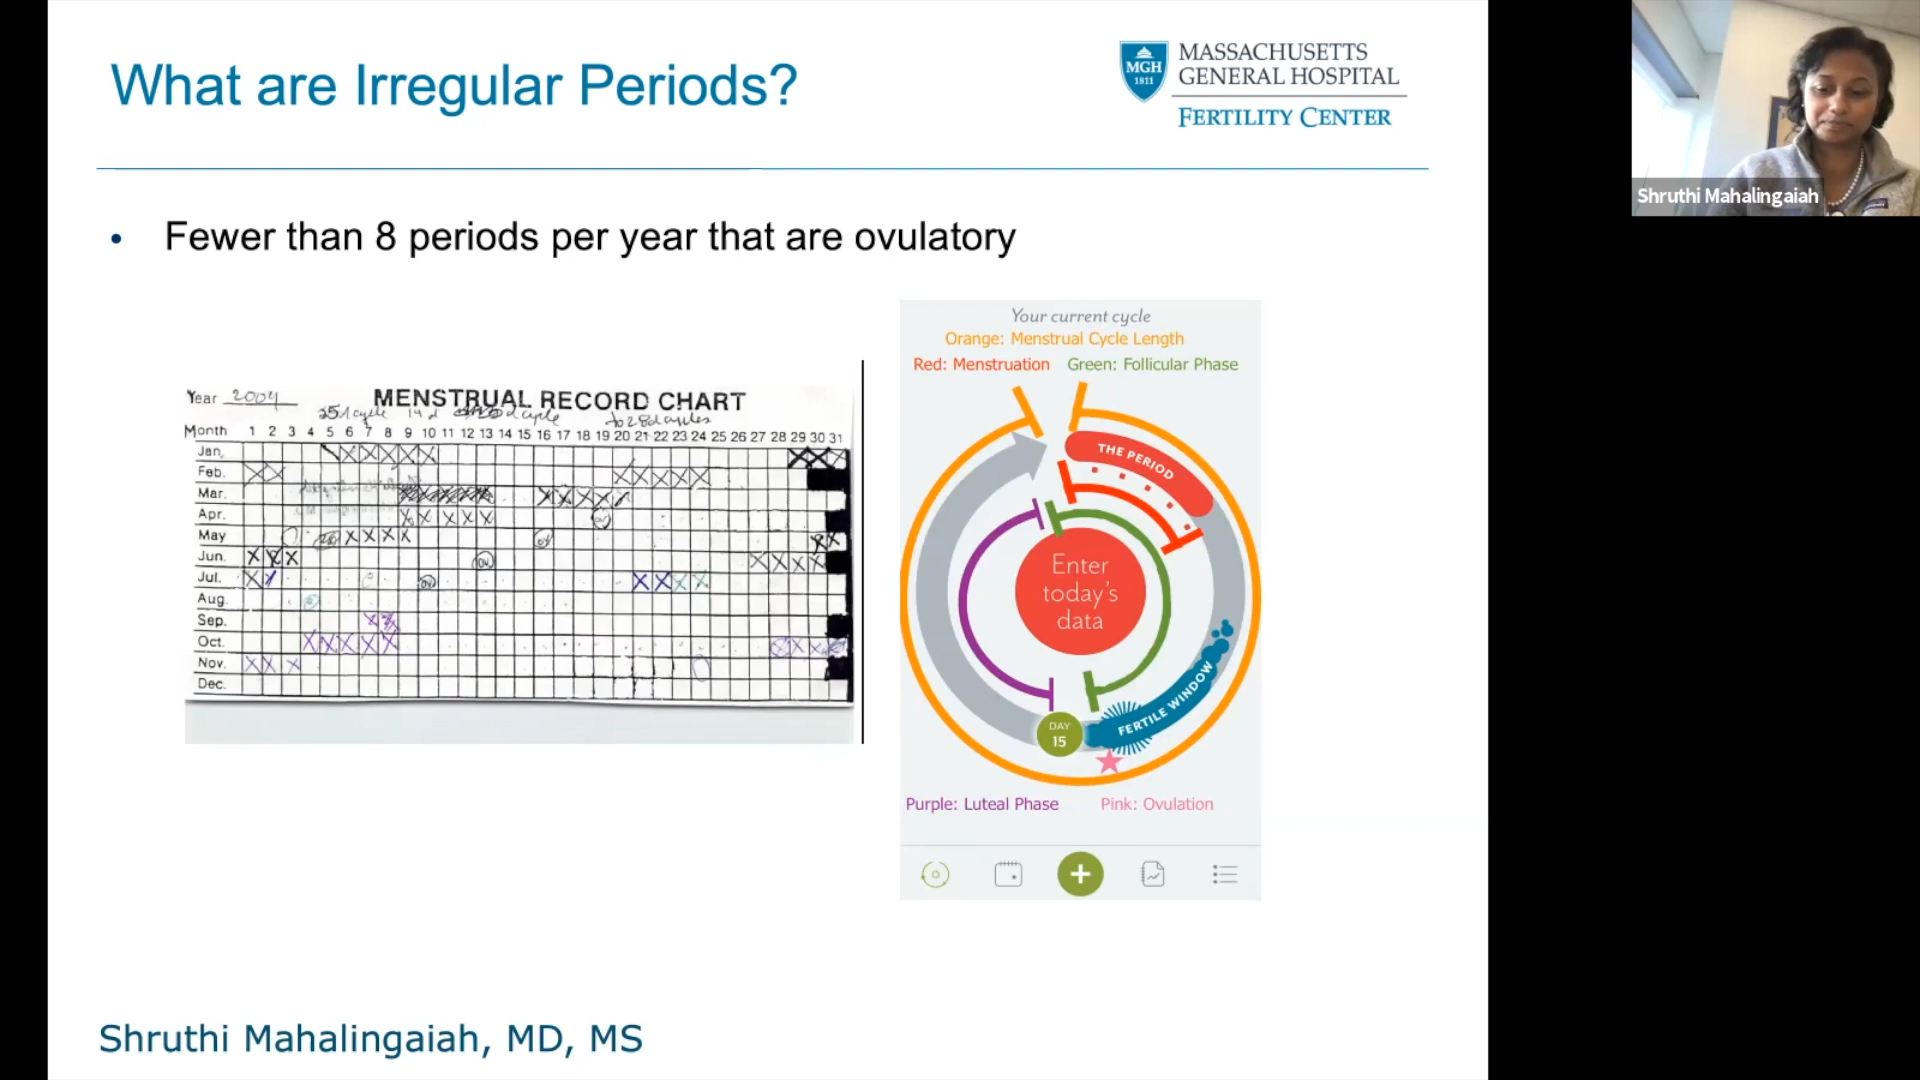 What are Irregular Periods?
MGH
1811
MASSACHUSETTS
GENERAL HOSPITAL
FERTILITY CENTER
Shruthi Mahalingaiah
• Fewer than 8 periods per year that are ovulatory
Year 2004 MENSTRUAL RECORD CHART
Month 1 2 3 4 5 6 7 8 9 10 11 12 13 14 15 16 17 18 19 20 21 22 23 24 25 26 27 28 29 30 31
Jan.
Feb.
Mar.
Apr.
May
Jun.
Jul.
Aug.
Sep.
Oct.
Nov.
Dec.
Your current cycle
Orange: Menstrual Cycle Length
Red: Menstruation Green: Follicular Phase
THE PERIOD
Enter
today's
data
FERTILE WINDOW
DAY
15
Purple: Luteal Phase Pink: Ovulation
Shruthi Mahalingaiah, MD, MS